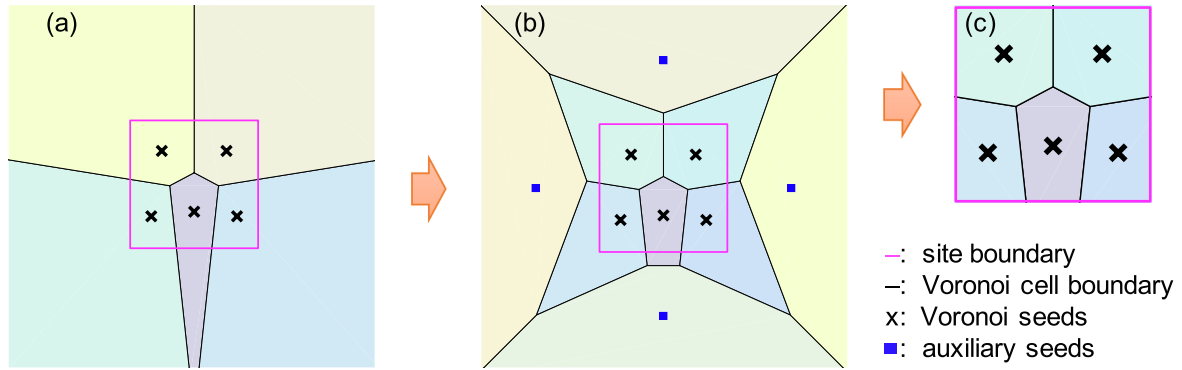 (a)
(b)
(c)
–: site boundary
–: Voronoi cell boundary
x: Voronoi seeds
■: auxiliary seeds